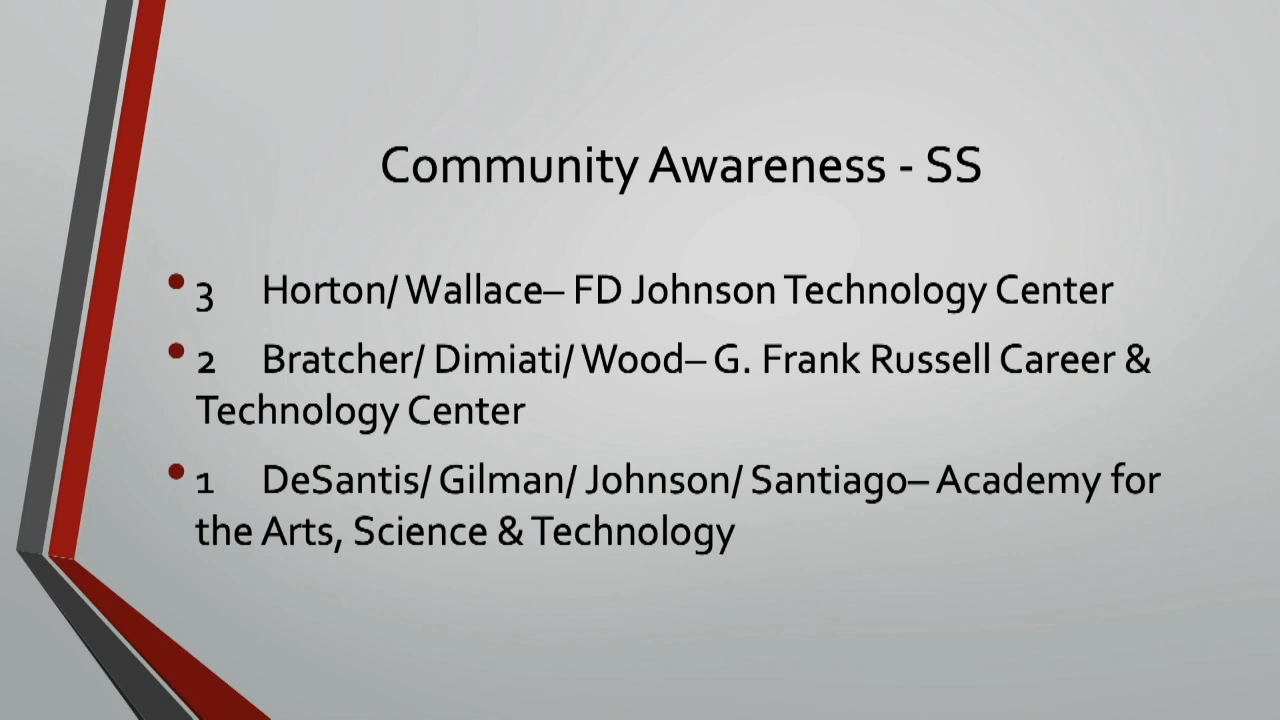 Community Awareness - SS
• 3 Horton/ Wallace– FD Johnson Technology Center
• 2 Bratcher/ Dimiati/ Wood– G. Frank Russell Career &
Technology Center
• 1 DeSantis/ Gilman/ Johnson/ Santiago– Academy for
the Arts, Science & Technology